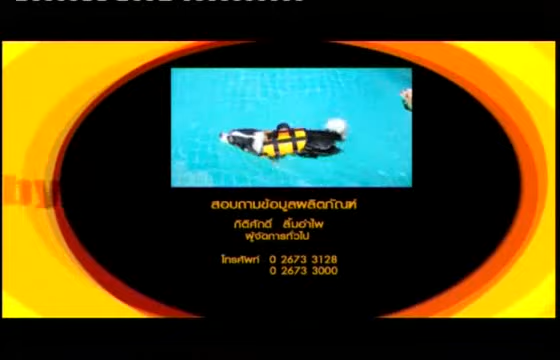 by
สอบถามข้อมูลผลิตภัณฑ์
กิติศักดิ์ ลิ้มอำไพ
ผู้จัดการทั่วไป
โทรศัพท์ 0 2673 3128
0 2673 3000